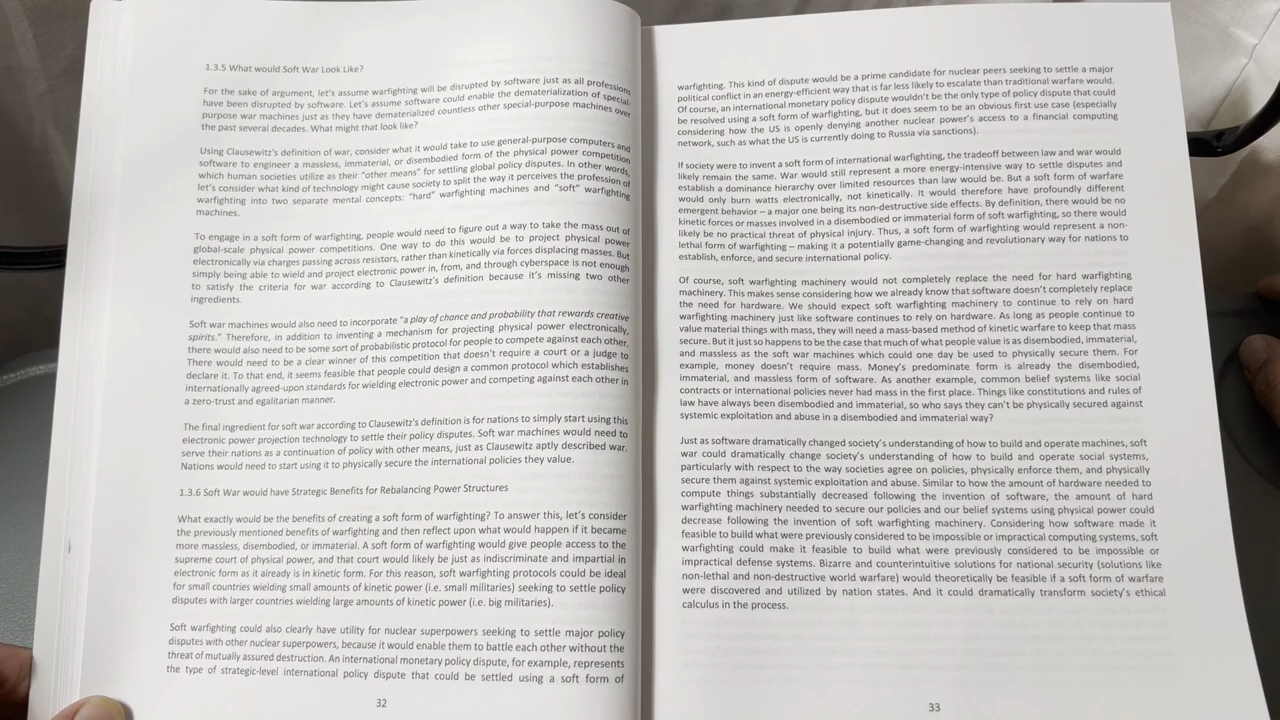 1.3.5 What would Soft War Look Like?
For the sake of argument, let's assume warfighting will be disrupted by software just as all professions
have been disrupted by software. Let's assume software could enable the dematerialization of special-
purpose war machines just as they have dematerialized countless other special-purpose machines over
the past several decades. What might that look like?
Using Clausewitz's definition of war, consider what it would take to use general-purpose computers and
software to engineer a massless, immaterial, or disembodied form of the physical power competition
which human societies utilize as their "other means" for settling global policy disputes. In other words,
let's consider what kind of technology might cause society to split the way it perceives the profession of
warfighting into two separate mental concepts: "hard" warfighting machines and "soft" warfighting
machines.
To engage in a soft form of warfighting, people would need to figure out a way to take the mass out of
global-scale physical power competitions. One way to do this would be to project physical power
electronically via charges passing across resistors, rather than kinetically via forces displacing masses. But
simply being able to wield and project electronic power in, from, and through cyberspace is not enough
to satisfy the criteria for war according to Clausewitz's definition because it's missing two other
ingredients.
Soft war machines would also need to incorporate "a play of chance and probability that rewards creative
spirits." Therefore, in addition to inventing a mechanism for projecting physical power electronically,
there would also need to be some sort of probabilistic protocol for people to compete against each other.
There would need to be a clear winner of this competition that doesn't require a court or a judge to
declare it. To that end, it seems feasible that people could design a common protocol which establishes
internationally agreed-upon standards for wielding electronic power and competing against each other in
a zero-trust and egalitarian manner.
The final ingredient for soft war according to Clausewitz's definition is for nations to simply start using this
electronic power projection technology to settle their policy disputes. Soft war machines would need to
serve their nations as a continuation of policy with other means, just as Clausewitz aptly described war.
Nations would need to start using it to physically secure the international policies they value.
1.3.6 Soft War would have Strategic Benefits for Rebalancing Power Structures
What exactly would be the benefits of creating a soft form of warfighting? To answer this, let's consider
the previously mentioned benefits of warfighting and then reflect upon what would happen if it became
more massless, disembodied, or immaterial. A soft form of warfighting would give people access to the
supreme court of physical power, and that court would likely be just as indiscriminate and impartial in
electronic form as it already is in kinetic form. For this reason, soft warfighting protocols could be ideal
for small countries wielding small amounts of kinetic power (i.e. small militaries) seeking to settle policy
disputes with larger countries wielding large amounts of kinetic power (i.e. big militaries).
Soft warfighting could also clearly have utility for nuclear superpowers seeking to settle major policy
disputes with other nuclear superpowers, because it would enable them to battle each other without the
threat of mutually assured destruction. An international monetary policy dispute, for example, represents
the type of strategic-level international policy dispute that could be settled using a soft form of
32
warfighting. This kind of dispute would be a prime candidate for nuclear peers seeking to settle a major
political conflict in an energy-efficient way that is far less likely to escalate than traditional warfare would.
Of course, an international monetary policy dispute wouldn't be the only type of policy dispute that could
be resolved using a soft form of warfighting, but it does seem to be an obvious first use case (especially
considering how the US is openly denying another nuclear power's access to a financial computing
network, such as what the US is currently doing to Russia via sanctions).
If society were to invent a soft form of international warfighting, the tradeoff between law and war would
likely remain the same. War would still represent a more energy-intensive way to settle disputes and
establish a dominance hierarchy over limited resources than law would be. But a soft form of warfare
would only burn watts electronically, not kinetically. It would therefore have profoundly different
emergent behavior – a major one being its non-destructive side effects. By definition, there would be no
kinetic forces or masses involved in a disembodied or immaterial form of soft warfighting, so there would
likely be no practical threat of physical injury. Thus, a soft form of warfighting would represent a non-
lethal form of warfighting – making it a potentially game-changing and revolutionary way for nations to
establish, enforce, and secure international policy.
Of course, soft warfighting machinery would not completely replace the need for hard warfighting
machinery. This makes sense considering how we already know that software doesn't completely replace
the need for hardware. We should expect soft warfighting machinery to continue to rely on hard
warfighting machinery just like software continues to rely on hardware. As long as people continue to
value material things with mass, they will need a mass-based method of kinetic warfare to keep that mass
secure. But it just so happens to be the case that much of what people value is as disembodied, immaterial,
and massless as the soft war machines which could one day be used to physically secure them. For
example, money doesn't require mass. Money's predominate form is already the disembodied,
immaterial, and massless form of software. As another example, common belief systems like social
contracts or international policies never had mass in the first place. Things like constitutions and rules of
law have always been disembodied and immaterial, so who says they can't be physically secured against
systemic exploitation and abuse in a disembodied and immaterial way?
Just as software dramatically changed society's understanding of how to build and operate machines, soft
war could dramatically change society's understanding of how to build and operate social systems,
particularly with respect to the way societies agree on policies, physically enforce them, and physically
secure them against systemic exploitation and abuse. Similar to how the amount of hardware needed to
compute things substantially decreased following the invention of software, the amount of hard
warfighting machinery needed to secure our policies and our belief systems using physical power could
decrease following the invention of soft warfighting machinery. Considering how software made it
feasible to build what were previously considered to be impossible or impractical computing systems, soft
warfighting could make it feasible to build what were previously considered to be impossible or
impractical defense systems. Bizarre and counterintuitive solutions for national security (solutions like
non-lethal and non-destructive world warfare) would theoretically be feasible if a soft form of warfare
were discovered and utilized by nation states. And it could dramatically transform society's ethical
calculus in the process.
33